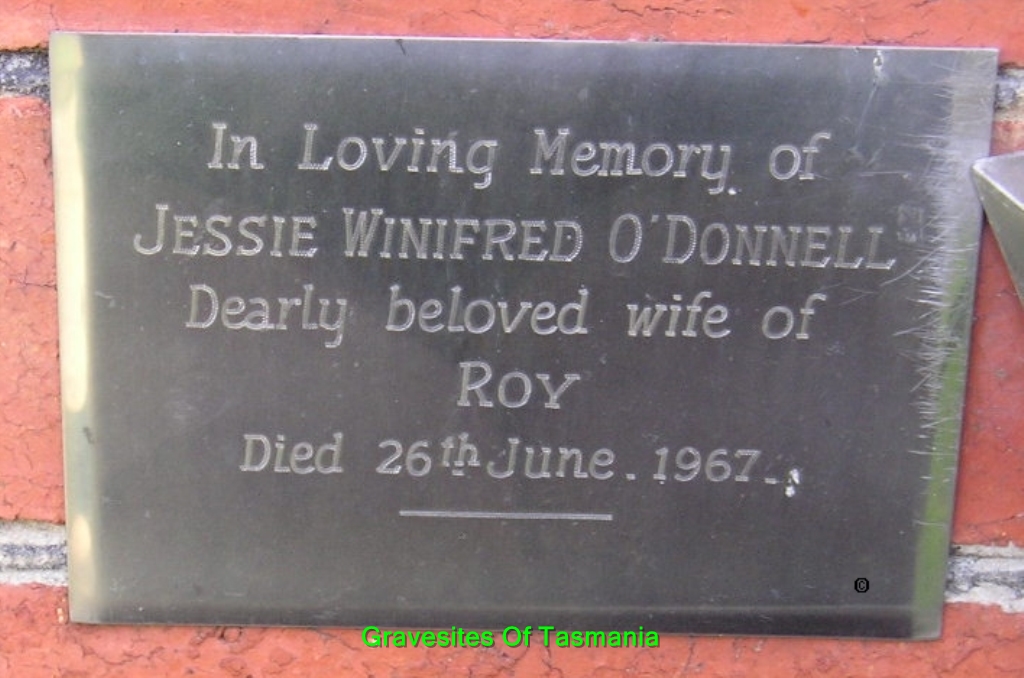 In Loving Memory of
JESSIE WINIFRED O'DONNELL
Dearly beloved wife of
ROY
Died 26th June. 1967.
©
Gravesites Of Tasmania